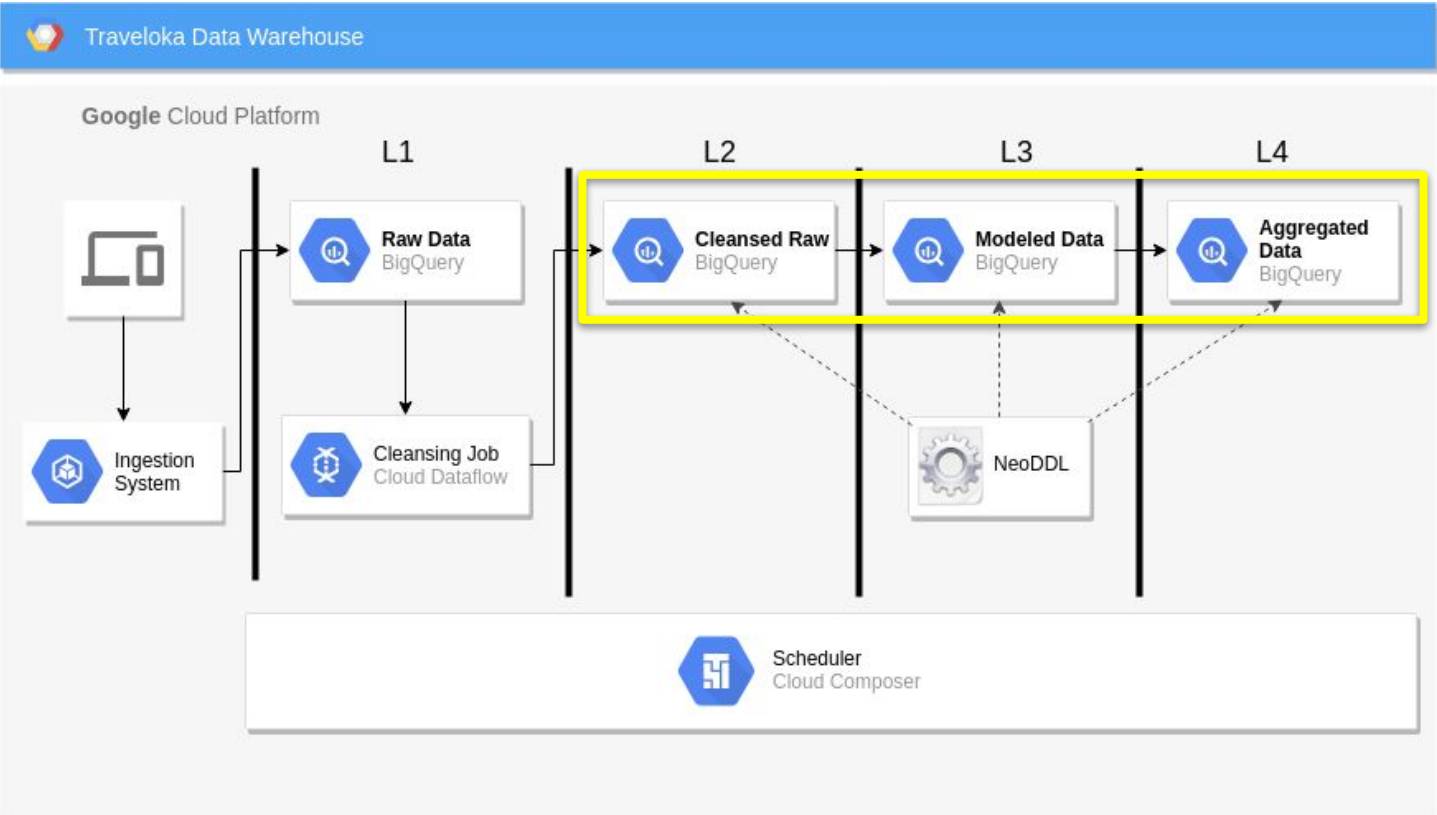 Traveloka Data Warehouse
Google Cloud Platform
L1
L2
L3
L4
Raw Data
BigQuery
Cleansed Raw
BigQuery
Modeled Data
BigQuery
Aggregated
Data
BigQuery
Ingestion
System
Cleansing Job
Cloud Dataflow
NeoDDL
Scheduler
Cloud Composer